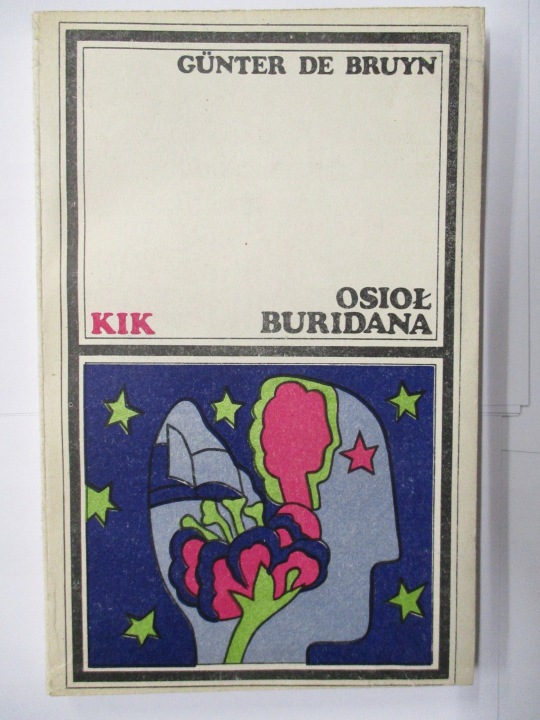 GÜNTER DE BRUYN
OSIOŁ
KIK BURIDANA